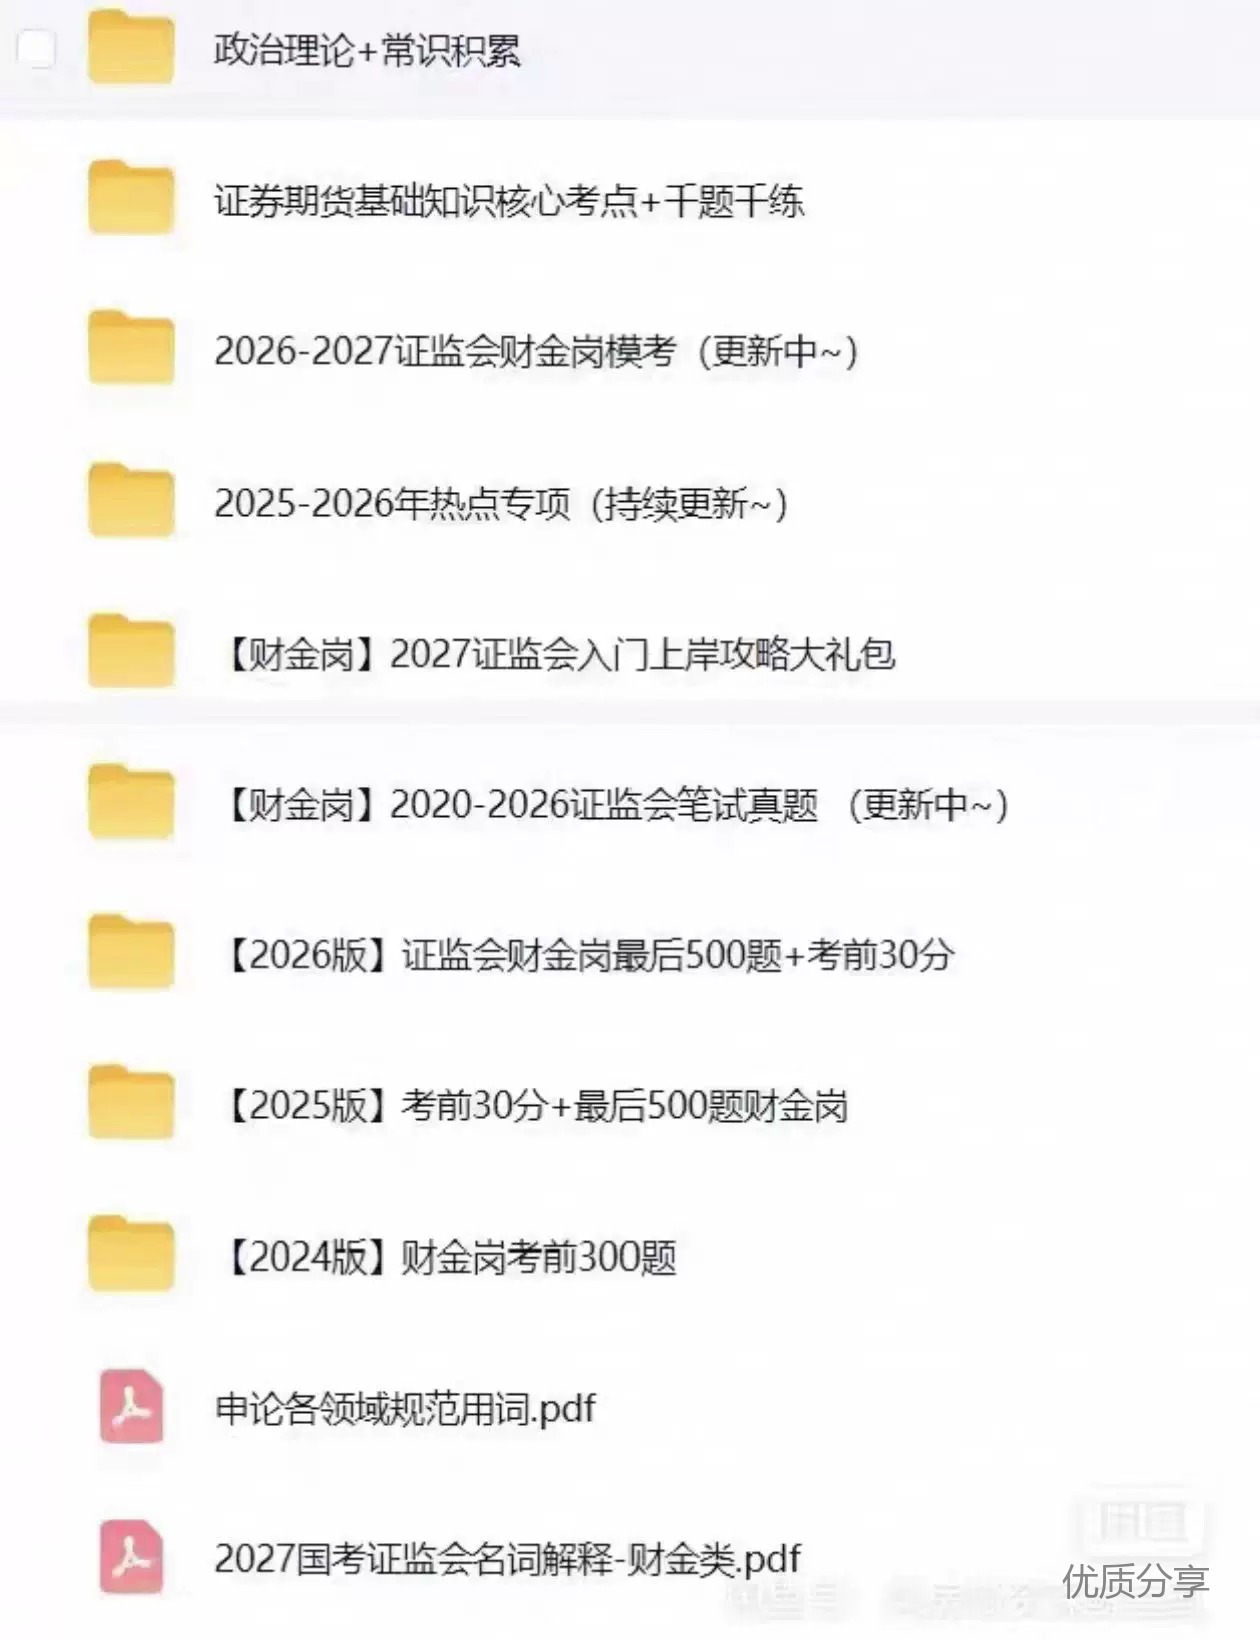 政治理论+常识积累
证券期货基础知识核心考点+千题千练
2026-2027证监会财金岗模考（更新中~）
2025-2026年热点专项（持续更新~）
【财金岗】2027证监会入门上岸攻略大礼包
【财金岗】2020-2026证监会笔试真题 （更新中~）
【2026版】证监会财金岗最后500题+考前30分
【2025版】考前30分+最后500题财金岗
【2024版】财金岗考前300题
申论各领域规范用词.pdf
2027国考证监会名词解释-财金类.pdf
优质分享